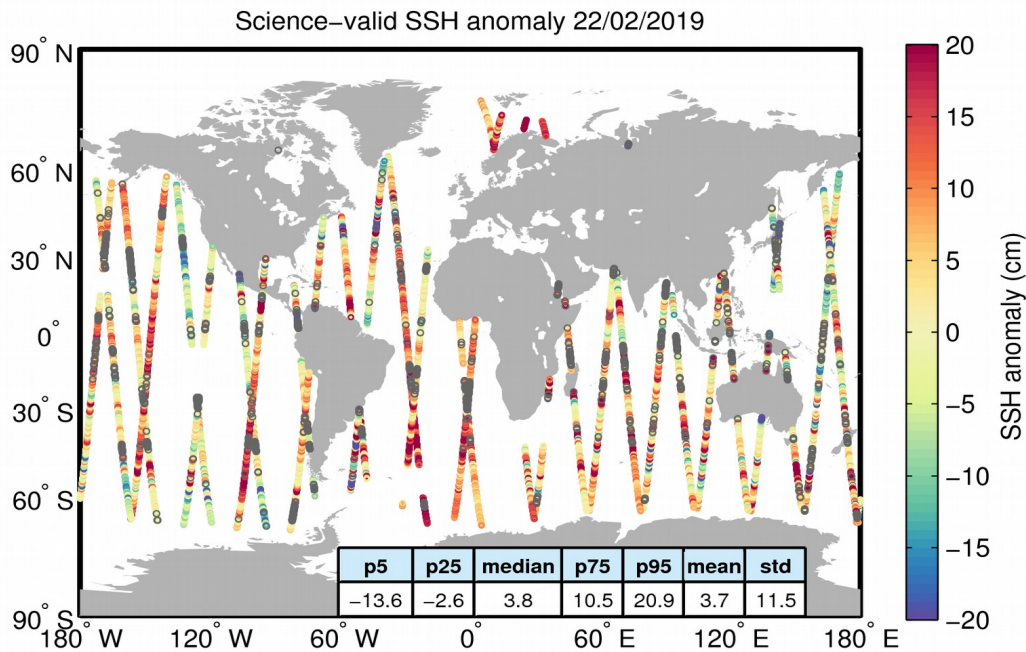 Science−valid SSH anomaly 22/02/2019
90° N
60° N
30° N
0°
30° S
60° S
90° S
180° W
120° W
60° W
0°
60° E
120° E
180° E
p5 p25 median p75 p95 mean std
−13.6 −2.6 3.8 10.5 20.9 3.7 11.5
20
15
10
5
0
−5
−10
−15
−20
SSH anomaly (cm)